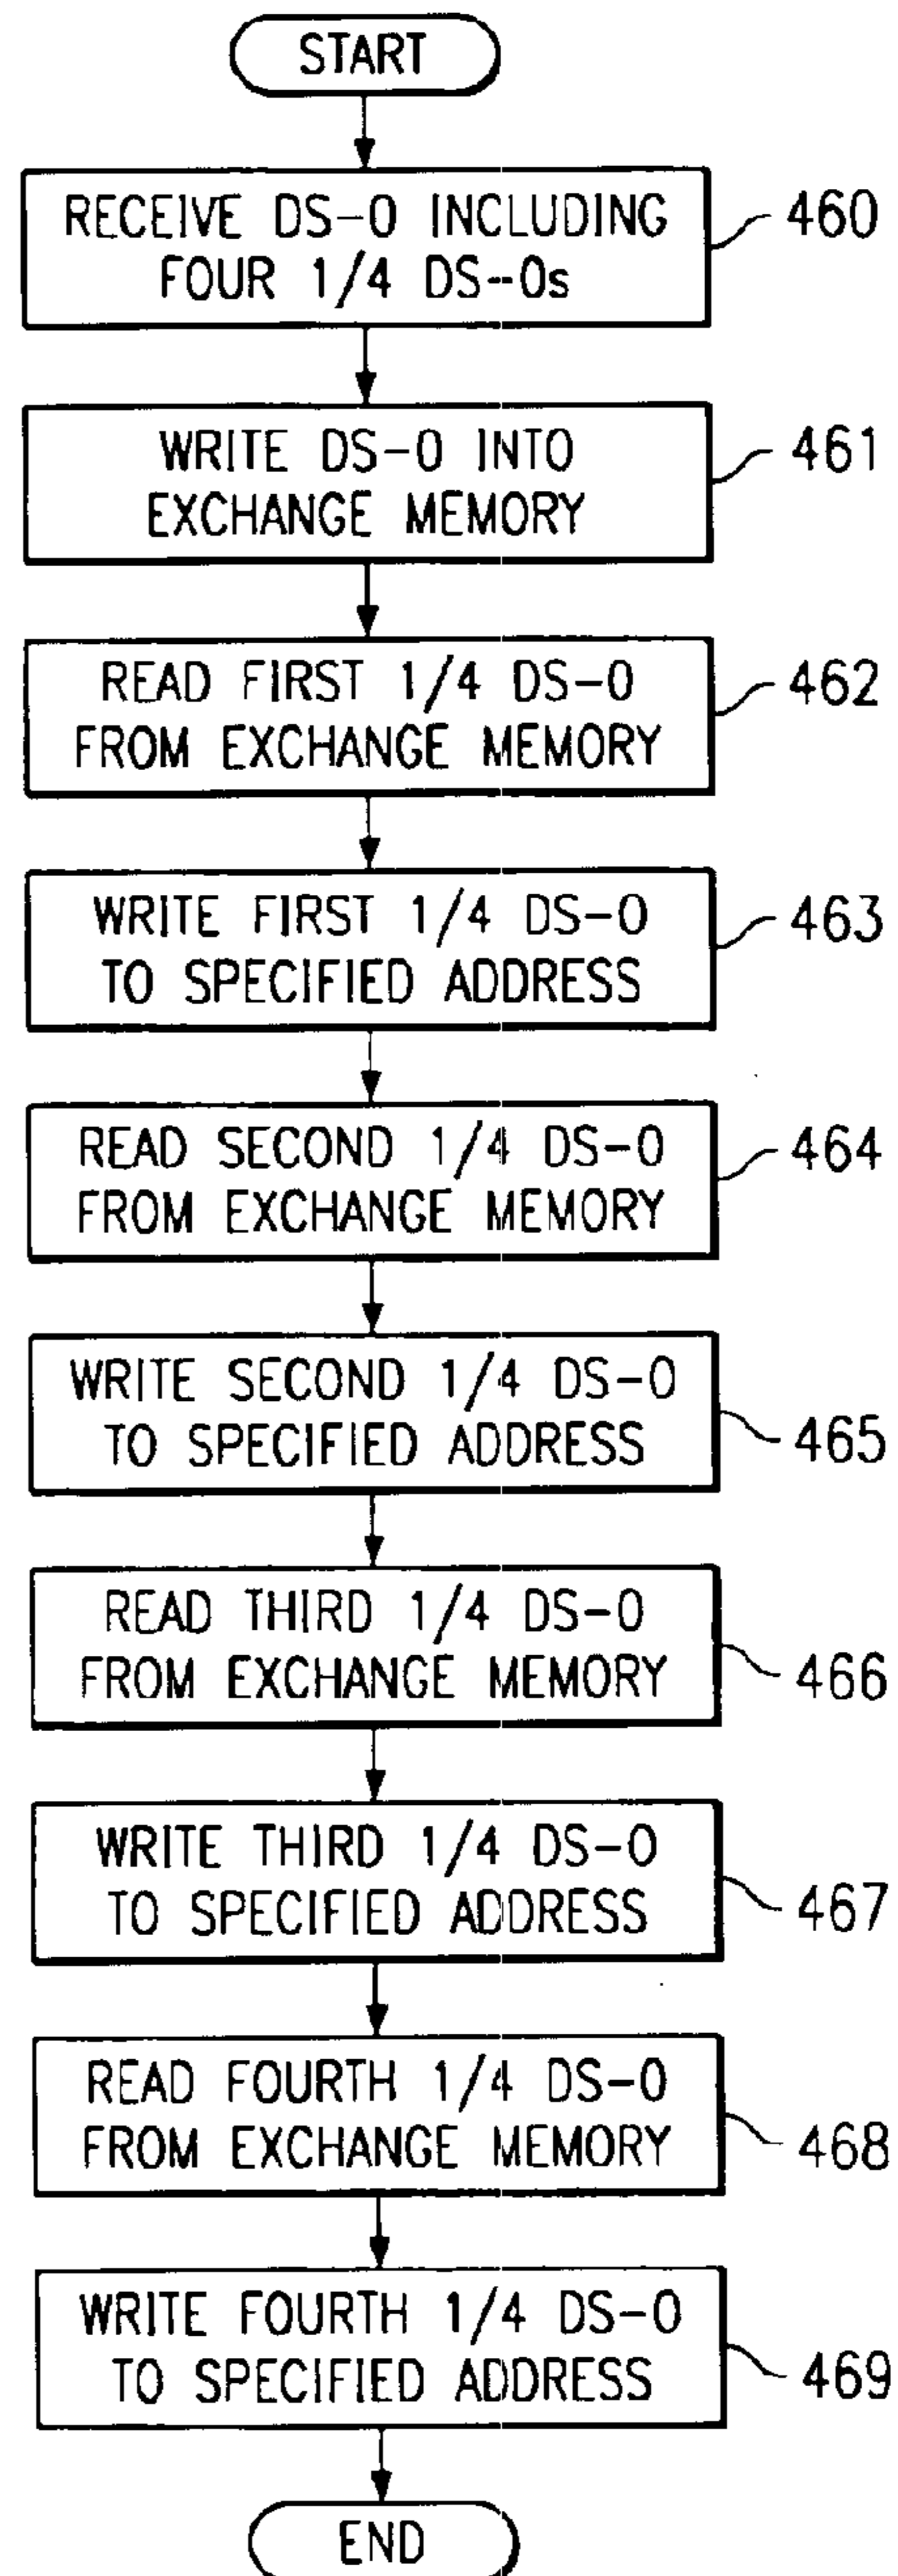 START
RECEIVE DS-0 INCLUDING
FOUR 1/4 DS-0s
460
WRITE DS-0 INTO
EXCHANGE MEMORY
461
READ FIRST 1/4 DS-0
FROM EXCHANGE MEMORY
462
WRITE FIRST 1/4 DS-0
TO SPECIFIED ADDRESS
463
READ SECOND 1/4 DS-0
FROM EXCHANGE MEMORY
464
WRITE SECOND 1/4 DS-0
TO SPECIFIED ADDRESS
465
READ THIRD 1/4 DS-0
FROM EXCHANGE MEMORY
466
WRITE THIRD 1/4 DS-0
TO SPECIFIED ADDRESS
467
READ FOURTH 1/4 DS-0
FROM EXCHANGE MEMORY
468
WRITE FOURTH 1/4 DS-0
TO SPECIFIED ADDRESS
469
END